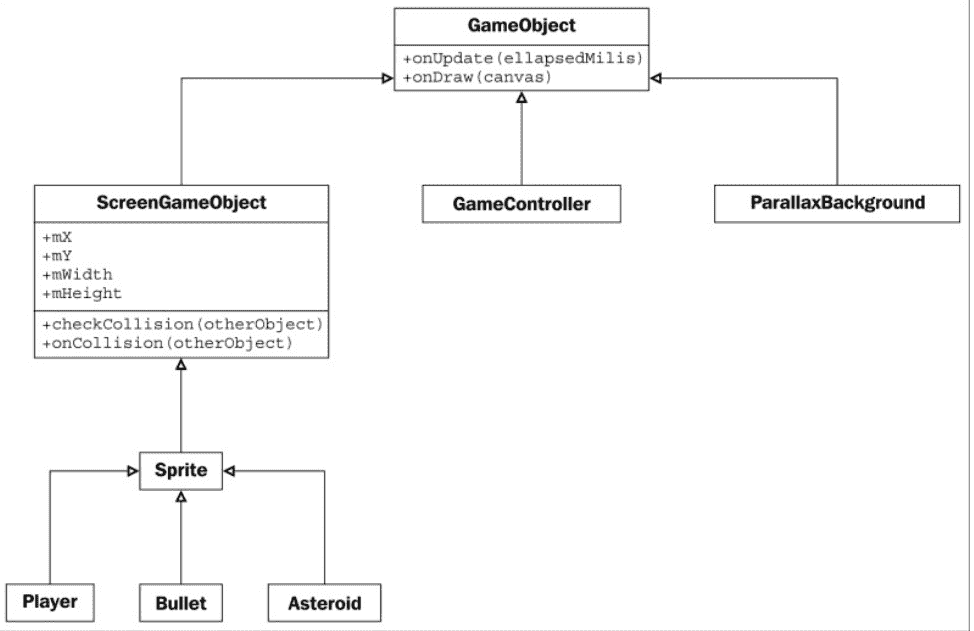 GameObject
+onUpdate(ellapsedMilis)
+onDraw(canvas)
ScreenGameObject
+mX
+mY
+mWidth
+mHeight
+checkCollision(otherObject)
+onCollision(otherObject)
GameController
ParallaxBackground
Sprite
Player
Bullet
Asteroid